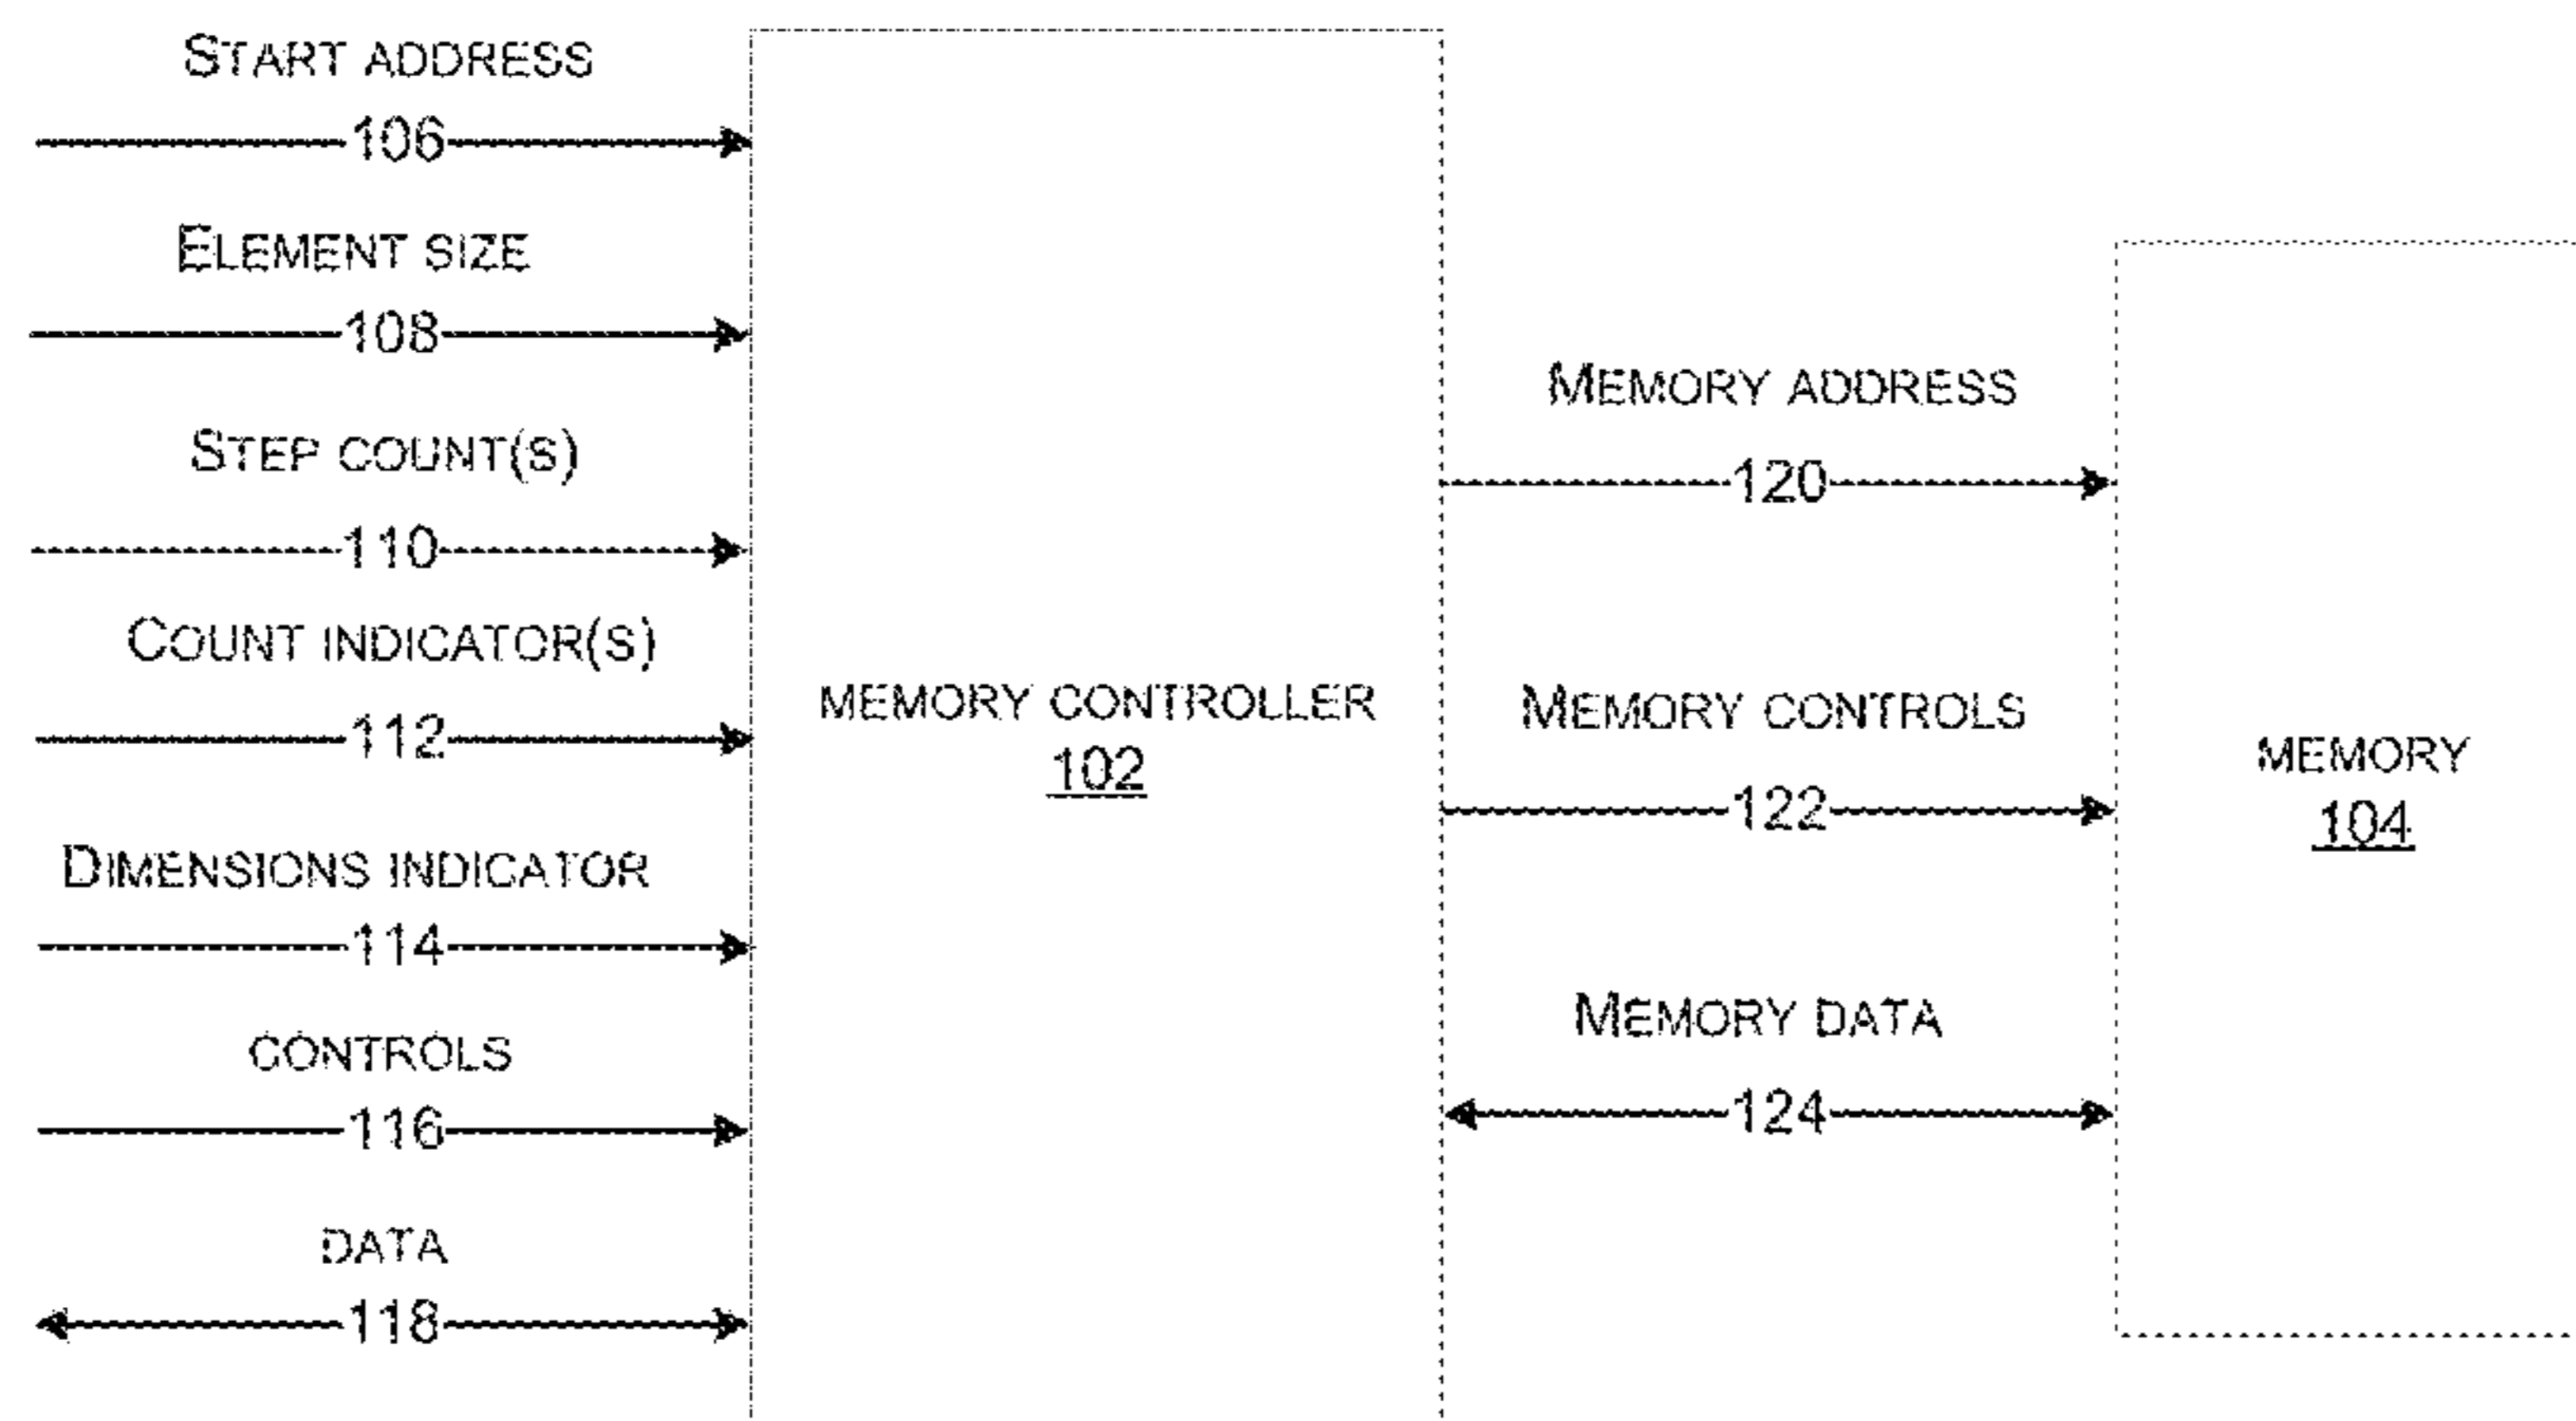 START ADDRESS
106
ELEMENT SIZE
108
STEP COUNT(S)
110
COUNT INDICATOR(S)
112
DIMENSIONS INDICATOR
114
CONTROLS
116
DATA
118
MEMORY CONTROLLER
102
MEMORY ADDRESS
120
MEMORY CONTROLS
122
MEMORY DATA
124
MEMORY
104